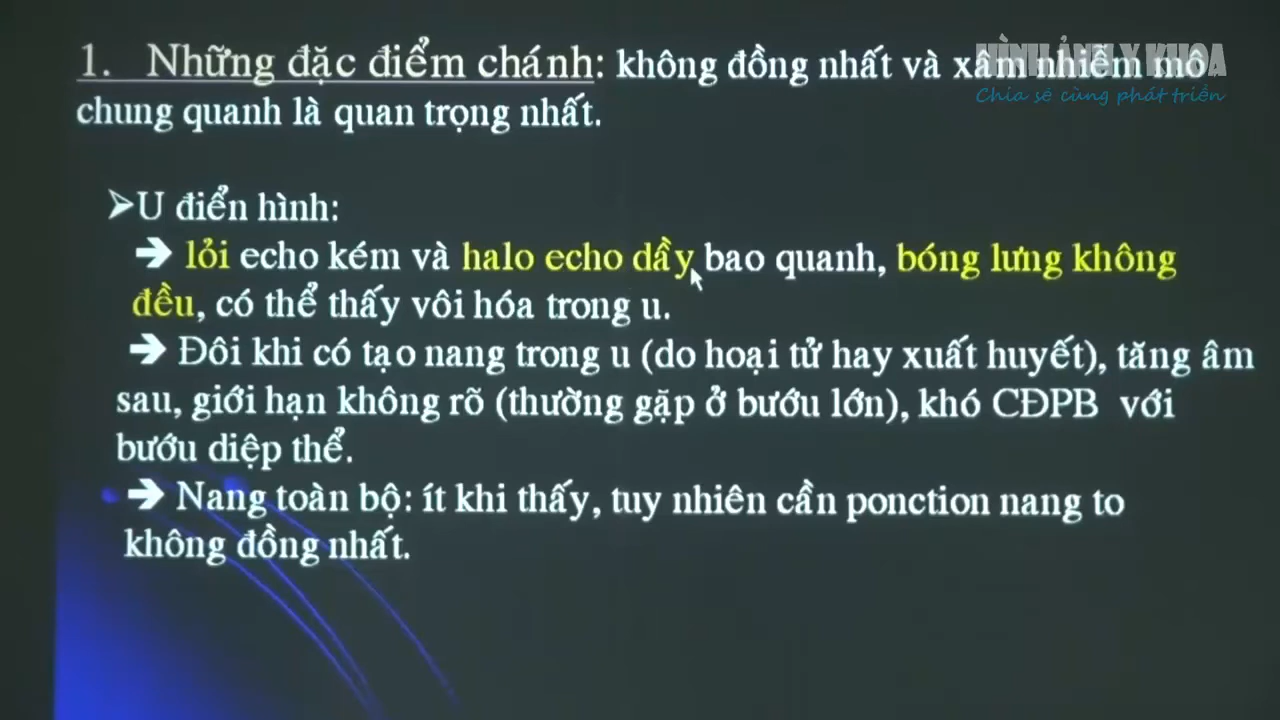 1. Những đặc điểm chánh: không đồng nhất và xâm nhiễm mô
chung quanh là quan trọng nhất.
HÌNH ẢNH Y KHOA
Chia sẻ cùng phát triển
➢U điển hình:
➔ lỏi echo kém và halo echo dầy bao quanh, bóng lưng không
đều, có thể thấy vôi hóa trong u.
➔ Đôi khi có tạo nang trong u (do hoại tử hay xuất huyết), tăng âm
sau, giới hạn không rõ (thường gặp ở bướu lớn), khó CĐPB với
bướu diệp thể.
➔ Nang toàn bộ: ít khi thấy, tuy nhiên cần ponction nang to
không đồng nhất.